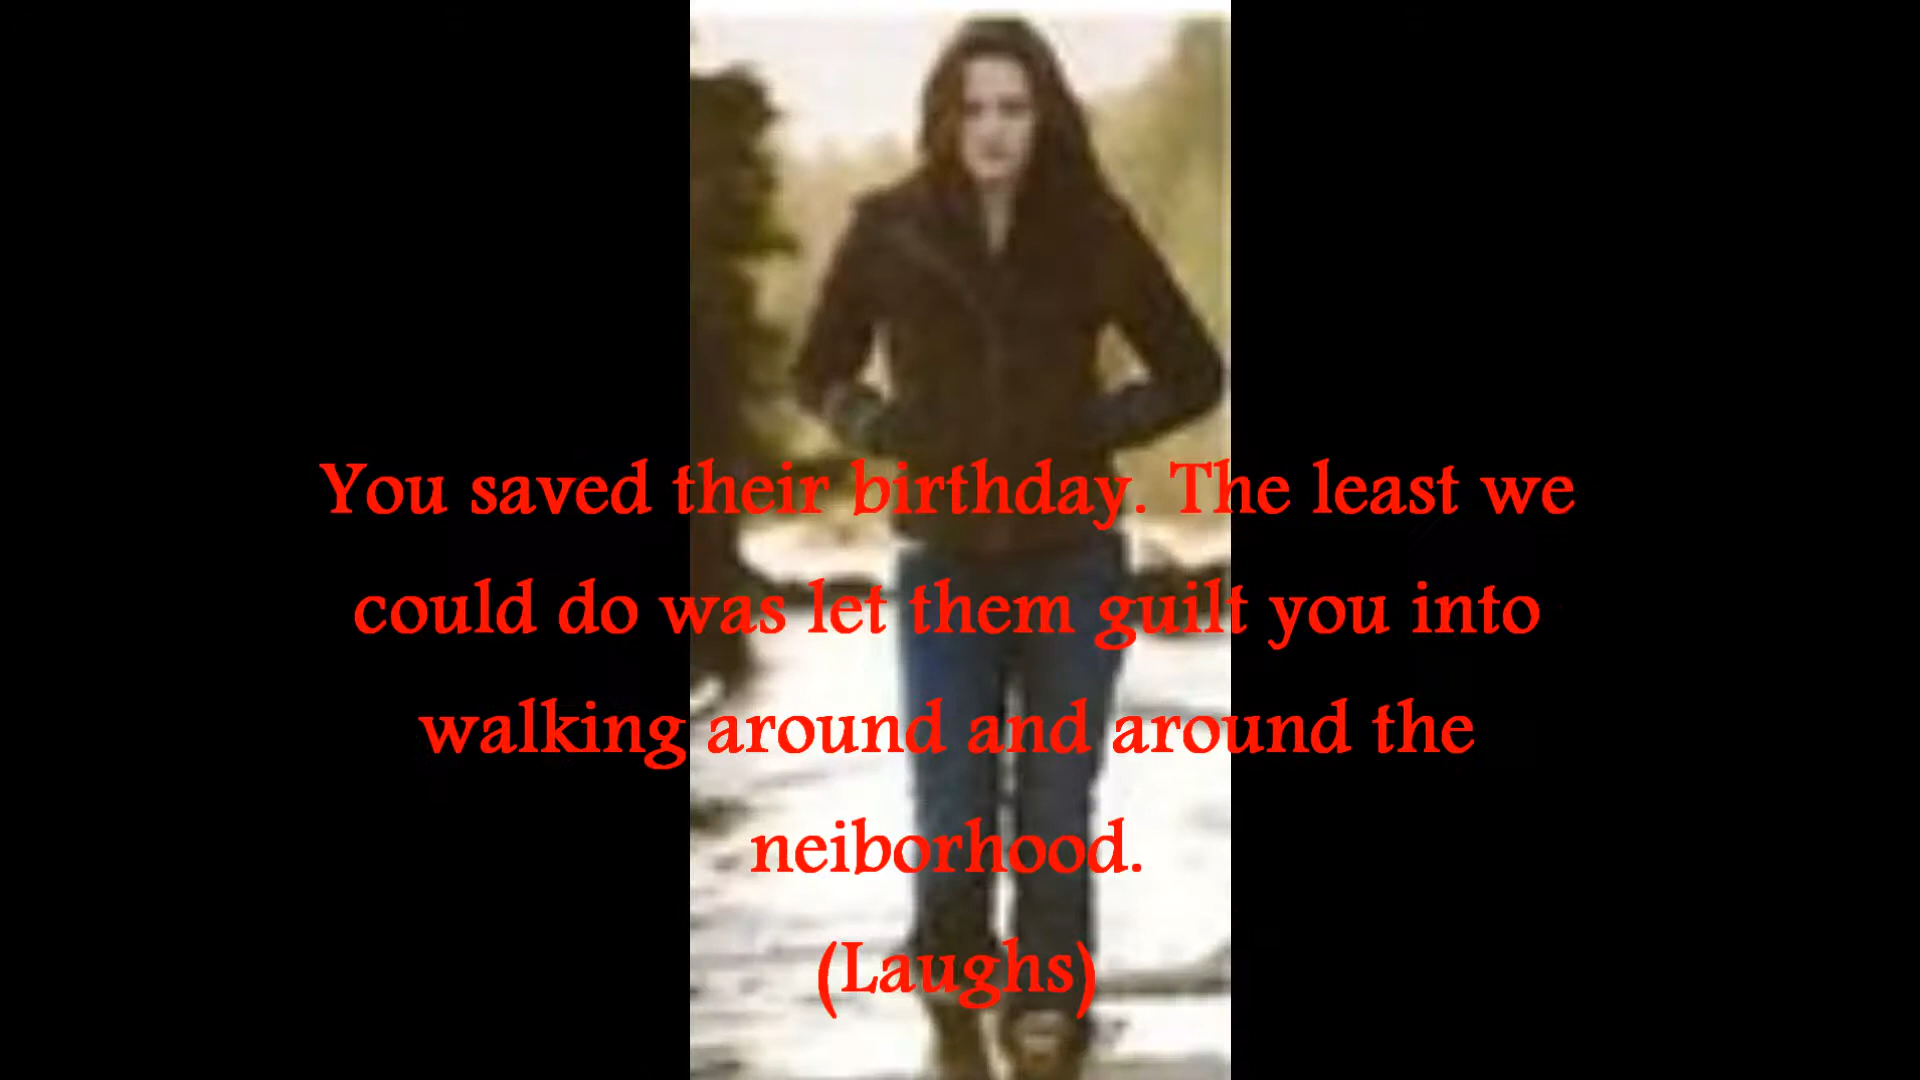 You saved their birthday. The least we
could do was let them guilt you into
walking around and around the
neiborhood.
(Laughs)